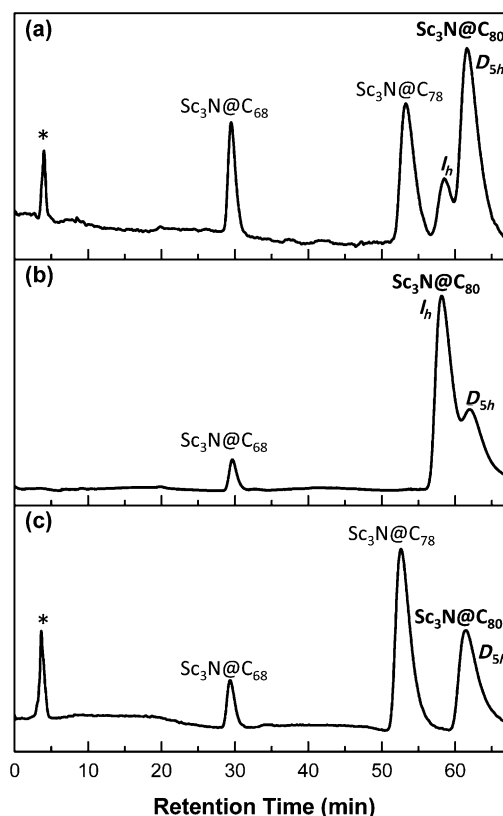 (a)
Sc₃N@C₈₀
D₅ₕ
Sc₃N@C₇₈
Sc₃N@C₆₈
*
Iₕ
(b)
Sc₃N@C₈₀
Iₕ
D₅ₕ
Sc₃N@C₆₈
(c)
Sc₃N@C₇₈
*
Sc₃N@C₈₀
D₅ₕ
Sc₃N@C₆₈
0 10 20 30 40 50 60
Retention Time (min)